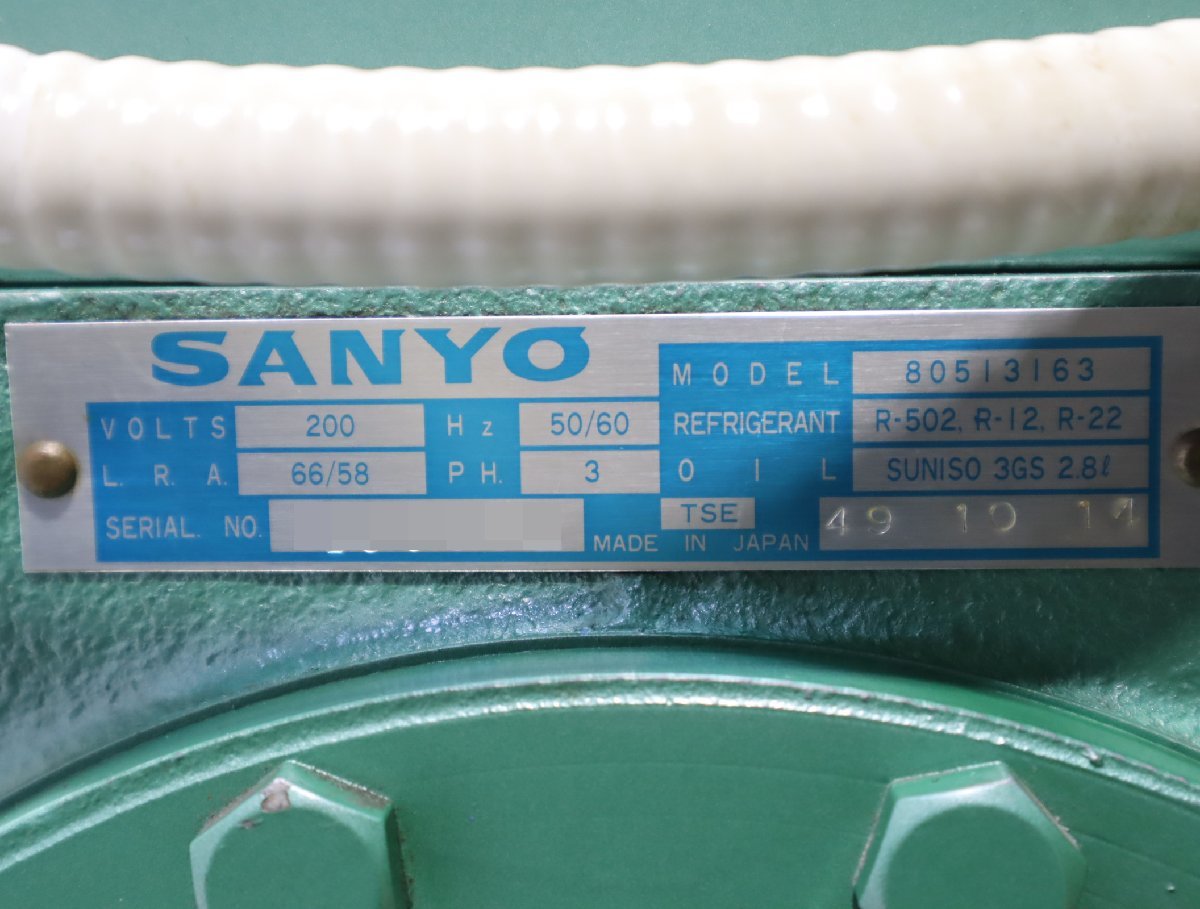 SANYO
MODEL 80513163
VOLTS 200 Hz 50/60 REFRIGERANT R-502, R-12, R-22
L. R. A. 66/58 PH. 3 OIL SUNISO 3GS 2.8ℓ
SERIAL. NO. TSE 49 10 14
MADE IN JAPAN